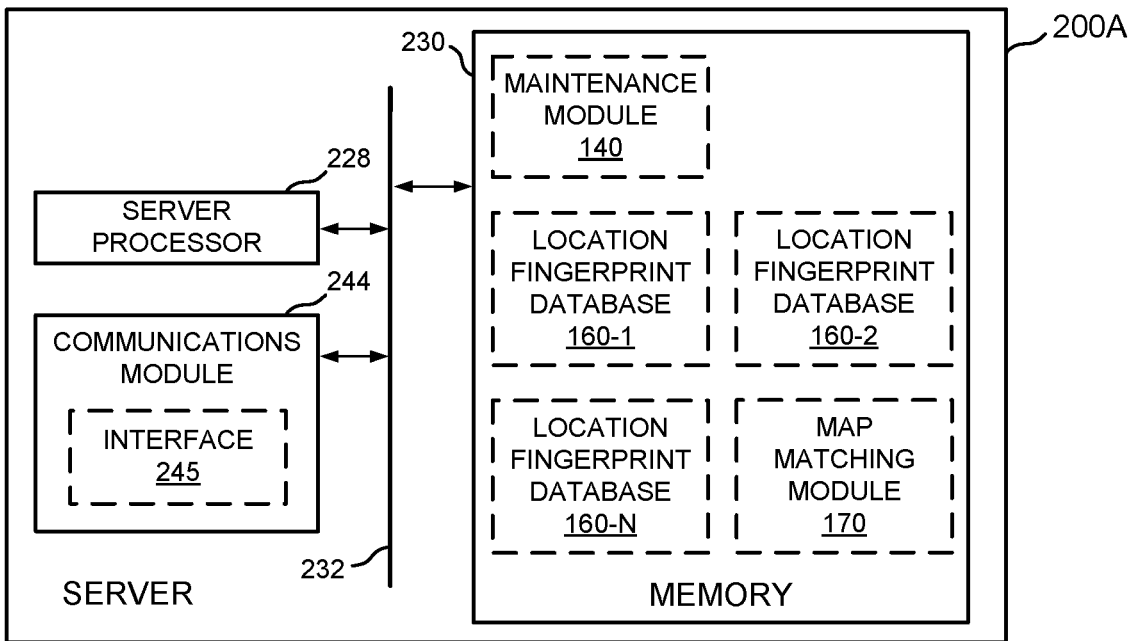 200A
230
MAINTENANCE
MODULE
140
228
SERVER
PROCESSOR
LOCATION
FINGERPRINT
DATABASE
160-1
LOCATION
FINGERPRINT
DATABASE
160-2
244
COMMUNICATIONS
MODULE
INTERFACE
245
LOCATION
FINGERPRINT
DATABASE
160-N
MAP
MATCHING
MODULE
170
232
SERVER
MEMORY